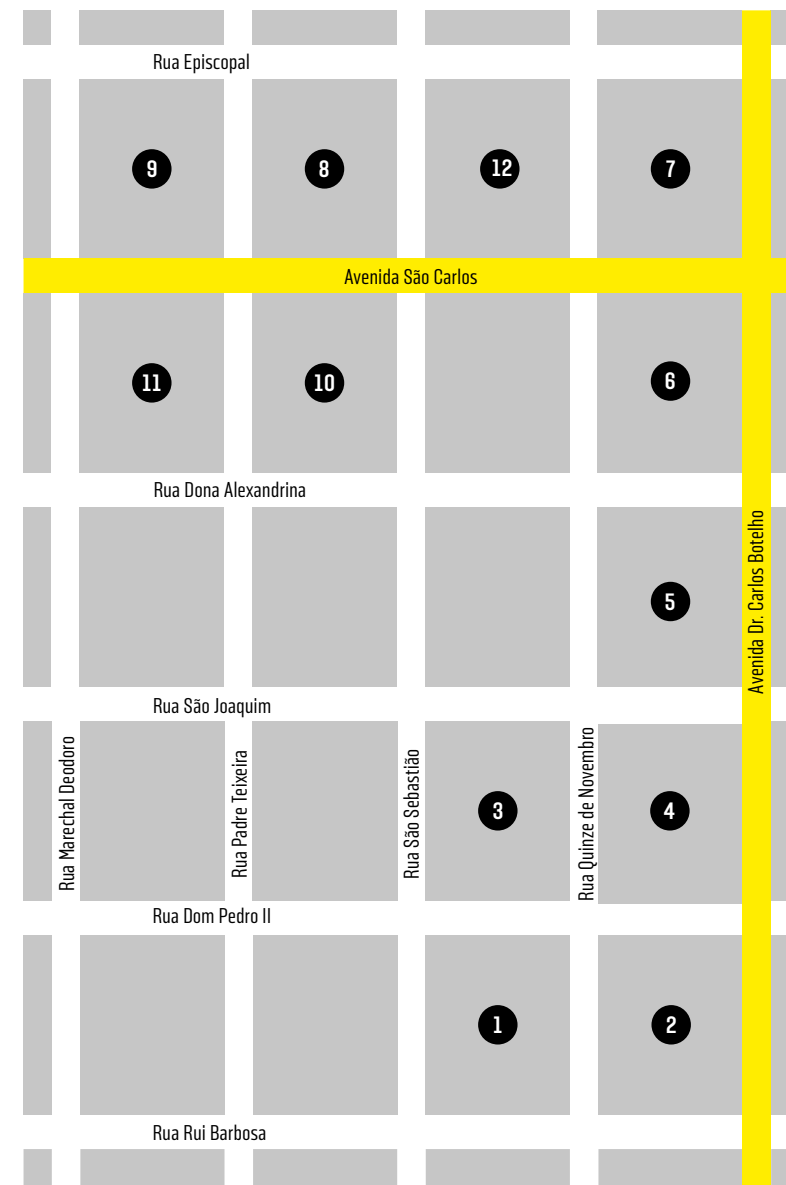 Rua Episcopal
9
8
12
7
Avenida São Carlos
11
10
6
Rua Dona Alexandrina
Avenida Dr. Carlos Botelho
5
Rua São Joaquim
Rua Marechal Deodoro
Rua Padre Teixeira
Rua São Sebastião
Rua Quinze de Novembro
3
4
Rua Dom Pedro II
1
2
Rua Rui Barbosa